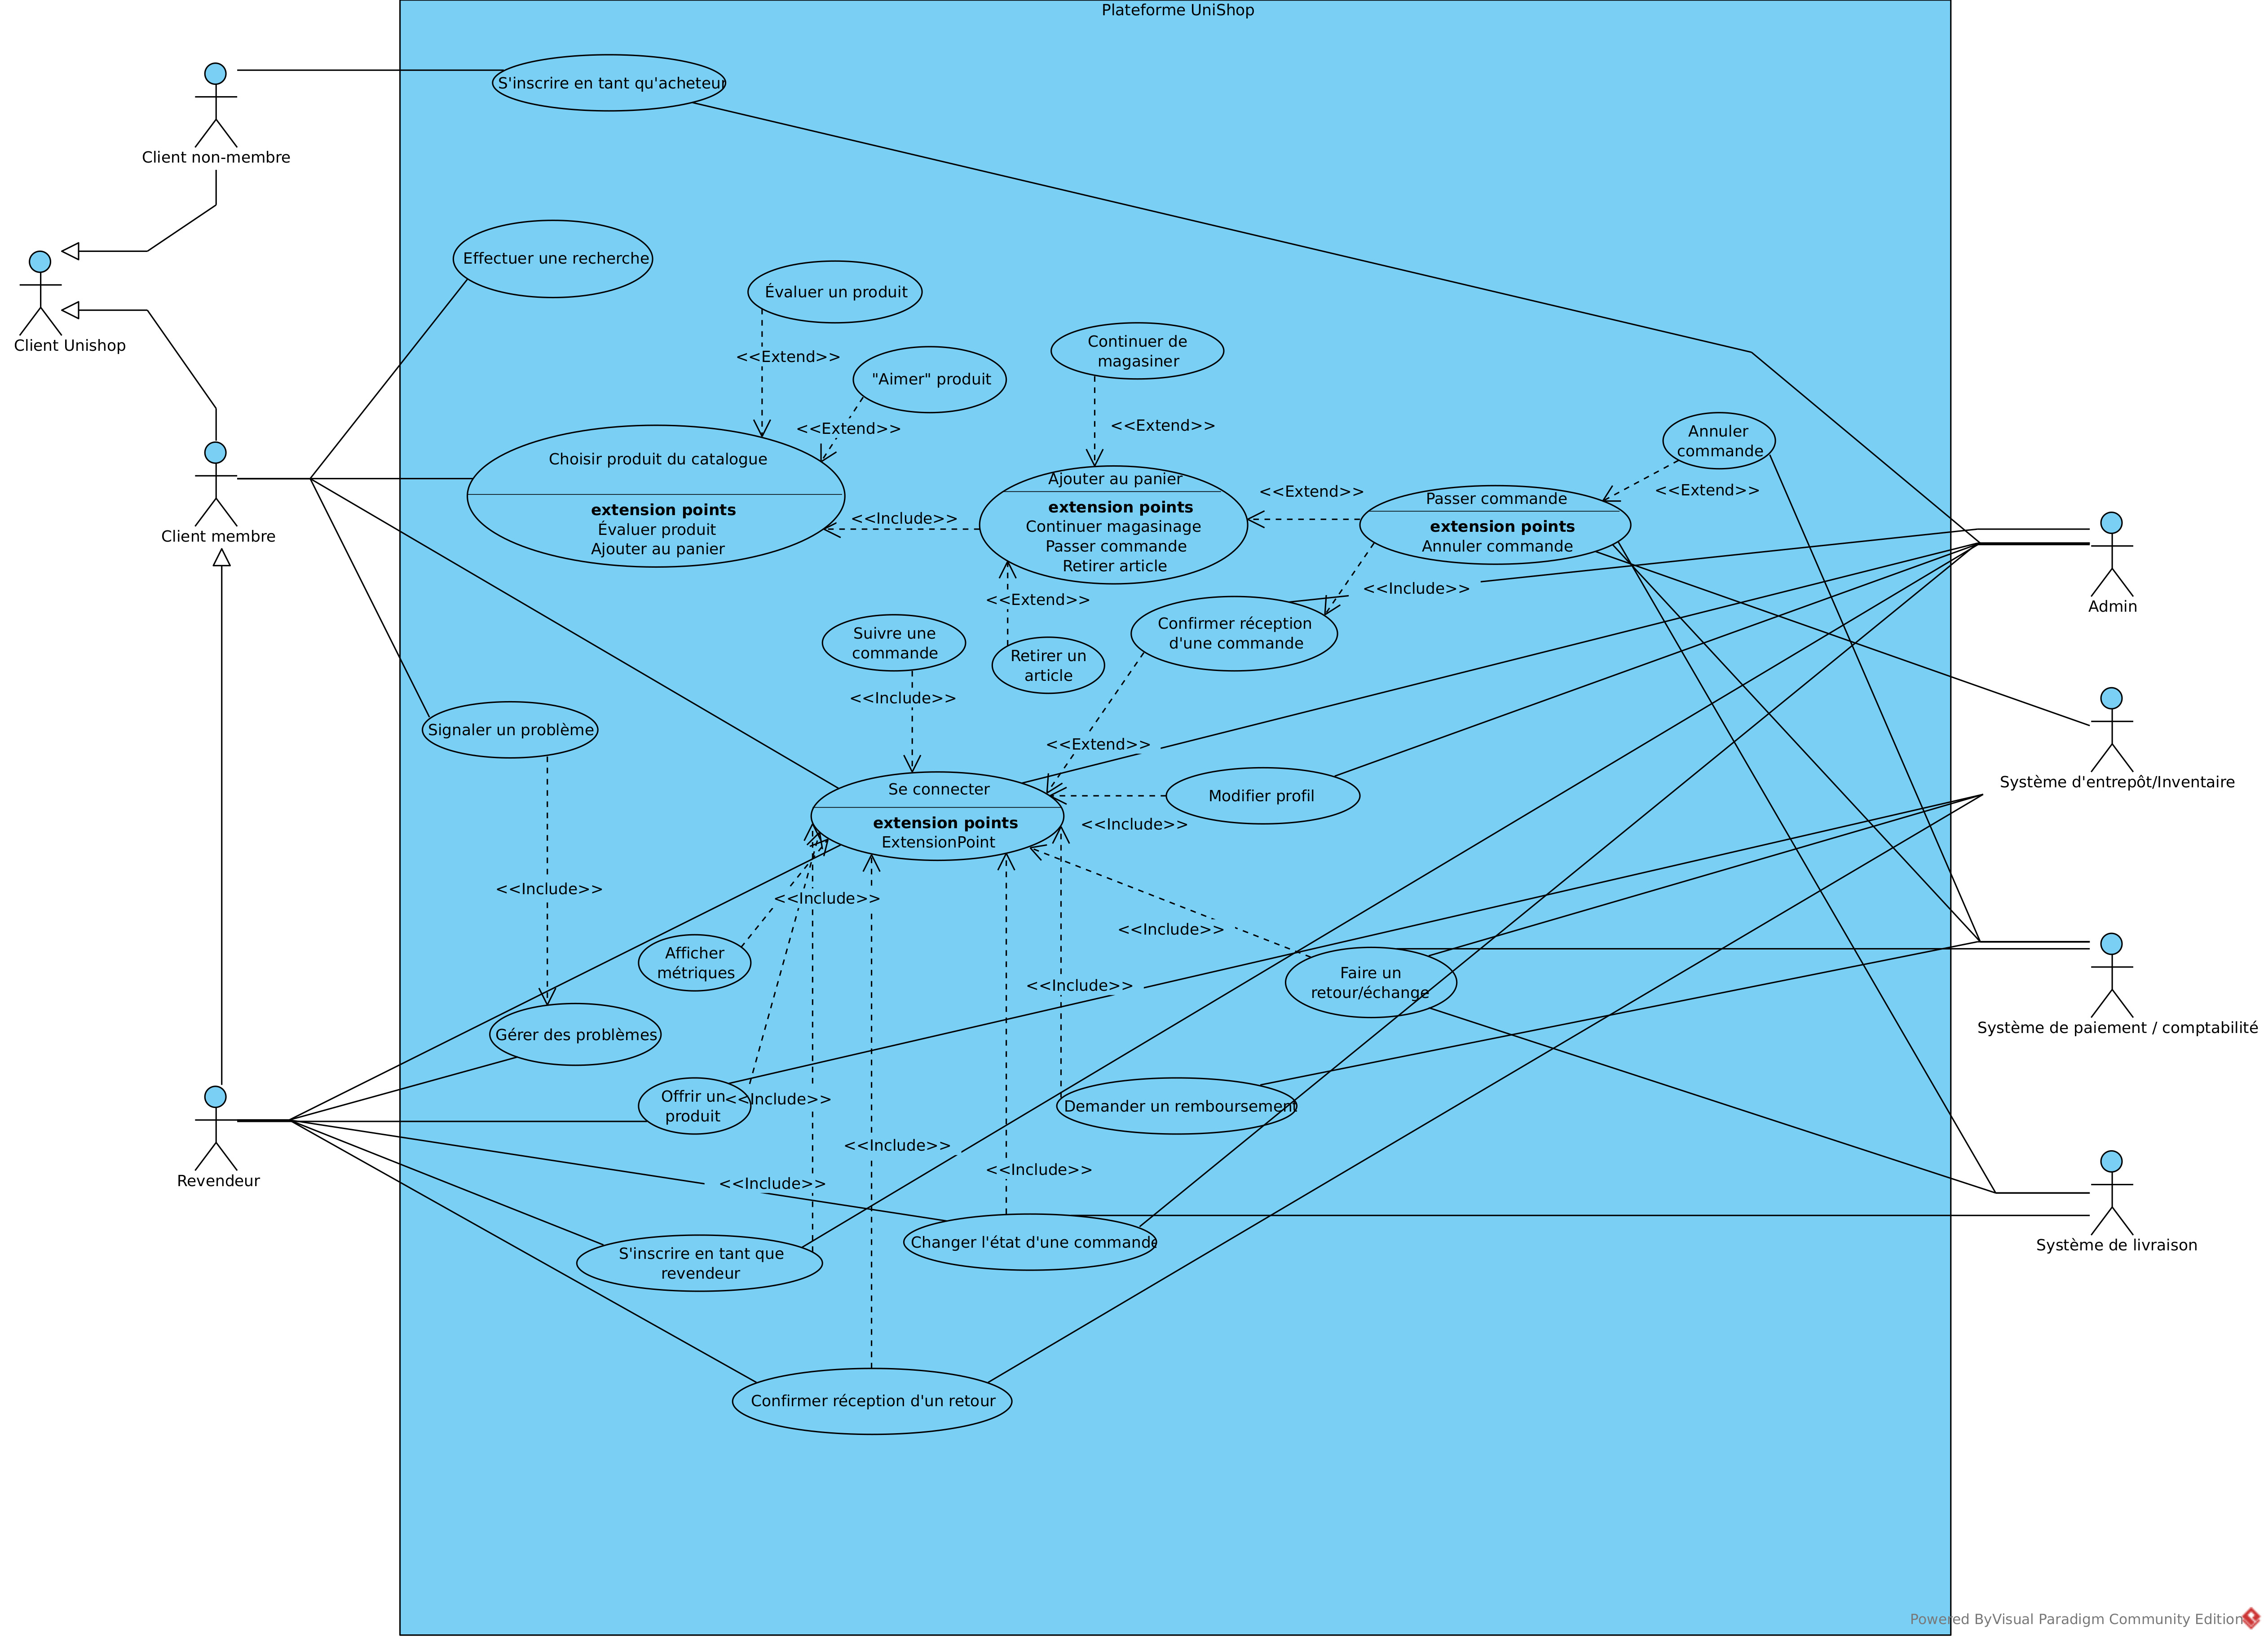 Plateforme UniShop
S'inscrire en tant qu'acheteur
Client non-membre
Effectuer une recherche
Évaluer un produit
Client Unishop
Continuer de
magasiner
<<Extend>>
"Aimer" produit
<<Extend>>
<<Extend>>
Annuler
commande
<<Extend>>
Choisir produit du catalogue
extension points
Évaluer produit
Ajouter au panier
<<Include>>
Ajouter au panier
extension points
Continuer magasinage
Passer commande
Retirer article
<<Extend>>
Passer commande
extension points
Annuler commande
Client membre
<<Extend>>
<<Include>>
Admin
Suivre une
commande
Retirer un
article
Confirmer réception
d'une commande
<<Include>>
Signaler un problème
<<Extend>>
Système d'entrepôt/Inventaire
Se connecter
extension points
ExtensionPoint
Modifier profil
<<Include>>
<<Include>>
<<Include>>
<<Include>>
Afficher
métriques
<<Include>>
Faire un
retour/échange
Gérer des problèmes
Système de paiement / comptabilité
Offrir un
produit
<<Include>>
Demander un remboursement
<<Include>>
<<Include>>
Revendeur
<<Include>>
S'inscrire en tant que
revendeur
Changer l'état d'une commande
Système de livraison
Confirmer réception d'un retour
Powered ByVisual Paradigm Community Edition